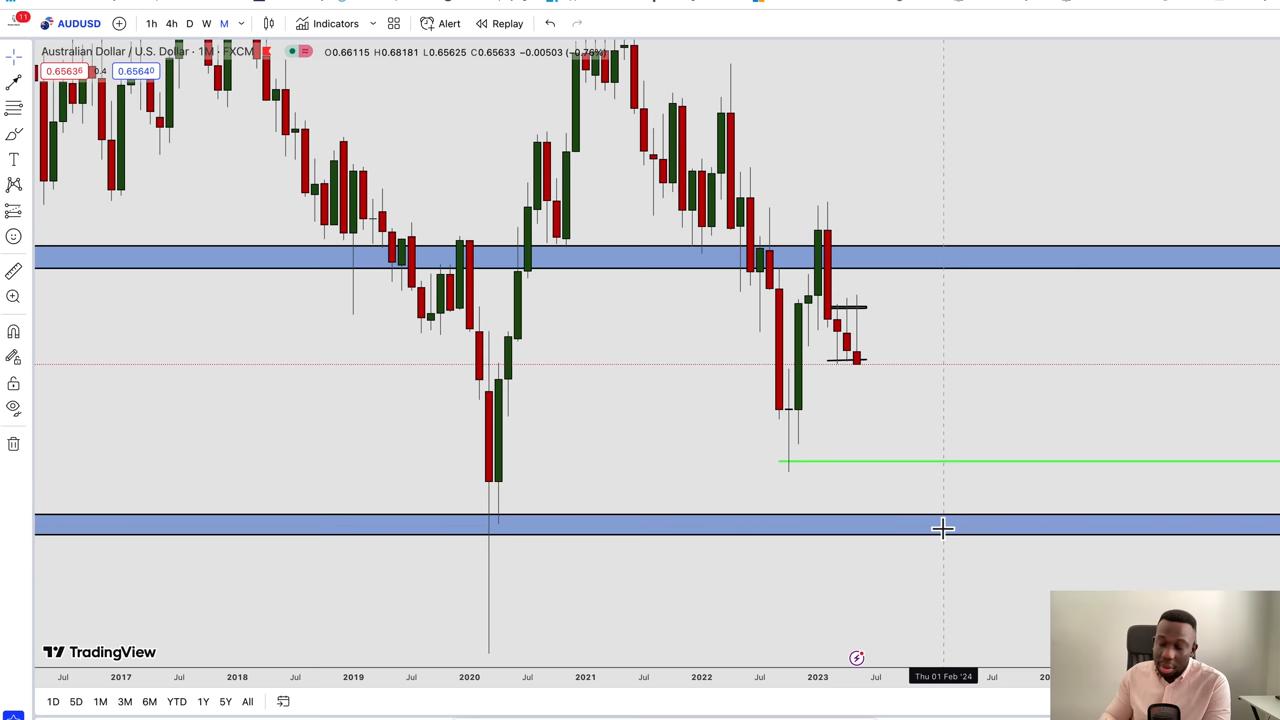 11
AUDUSD
1h 4h D W M
Indicators
Alert
Replay
Australian Dollar / U.S. Dollar · 1M · FXCM
O0.66115 H0.68181 L0.65625 C0.65633 −0.00503 (−0.76%)
0.65636 0.4 0.65640
TradingView
Jul 2017 Jul 2018 Jul 2019 Jul 2020 Jul 2021 Jul 2022 Jul 2023 Jul Thu 01 Feb '24 Jul
1D 5D 1M 3M 6M YTD 1Y 5Y All